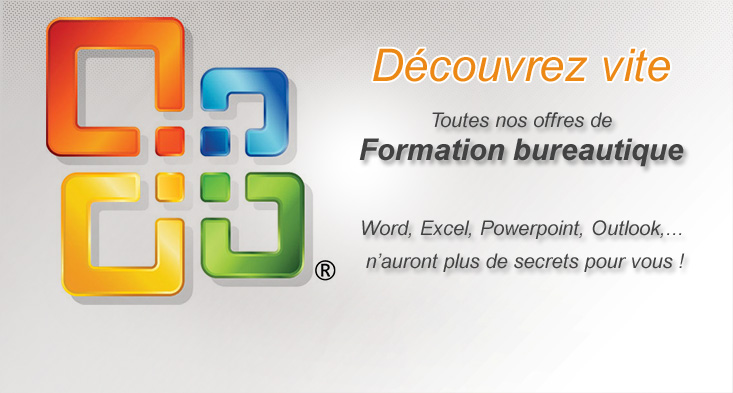 Découvrez vite
Toutes nos offres de
Formation bureautique
Word, Excel, Powerpoint, Outlook,...
n’auront plus de secrets pour vous !
®